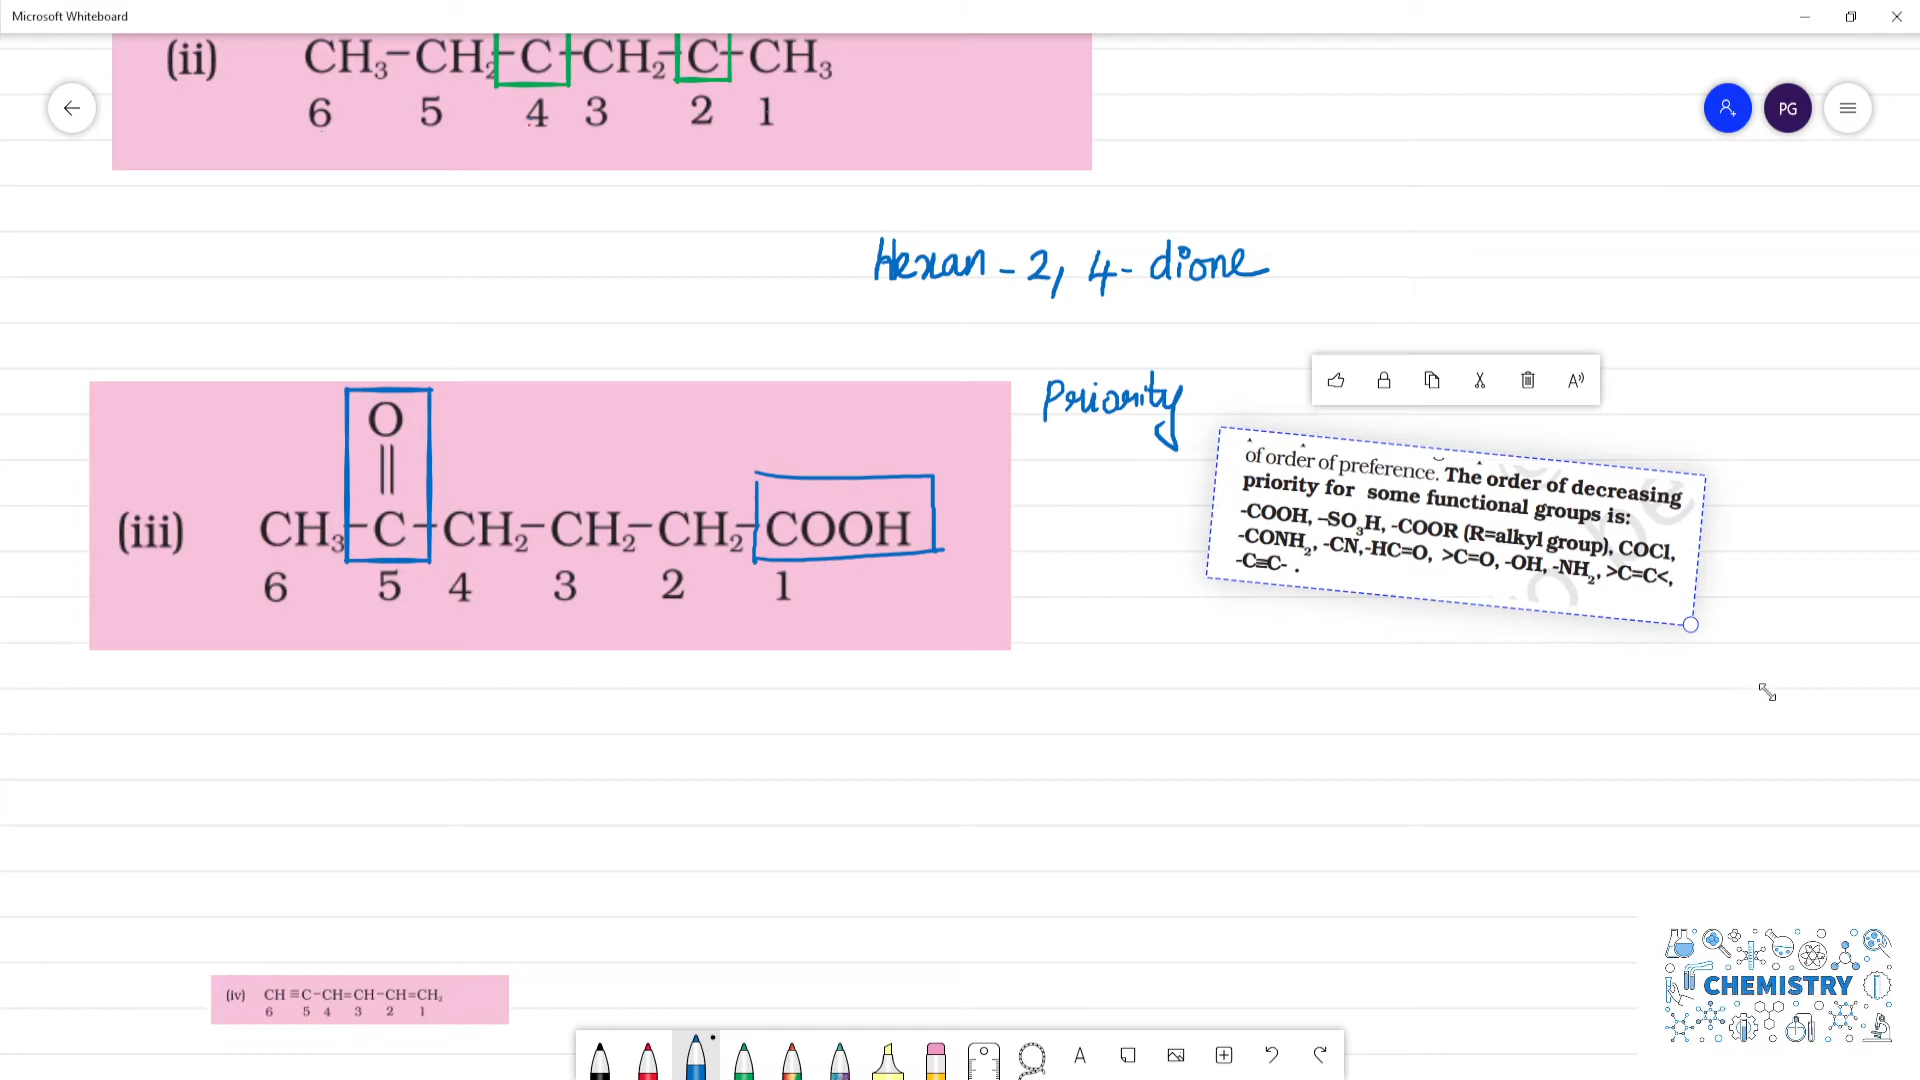 Microsoft Whiteboard
(ii) CH₃-CH₂-C-CH₂-C-CH₃
6 5 4 3 2 1
PG
Hexan-2, 4-dione
Priority
O
||
(iii) CH₃-C-CH₂-CH₂-CH₂-COOH
6 5 4 3 2 1
of order of preference. The order of decreasing
priority for some functional groups is:
-COOH, –SO₃H, -COOR (R=alkyl group), COCl,
-CONH₂, -CN,-HC=O, >C=O, -OH, -NH₂, >C=C<,
-C≡C- .
(iv) CH≡C-CH=CH-CH=CH₂
6 5 4 3 2 1
CHEMISTRY